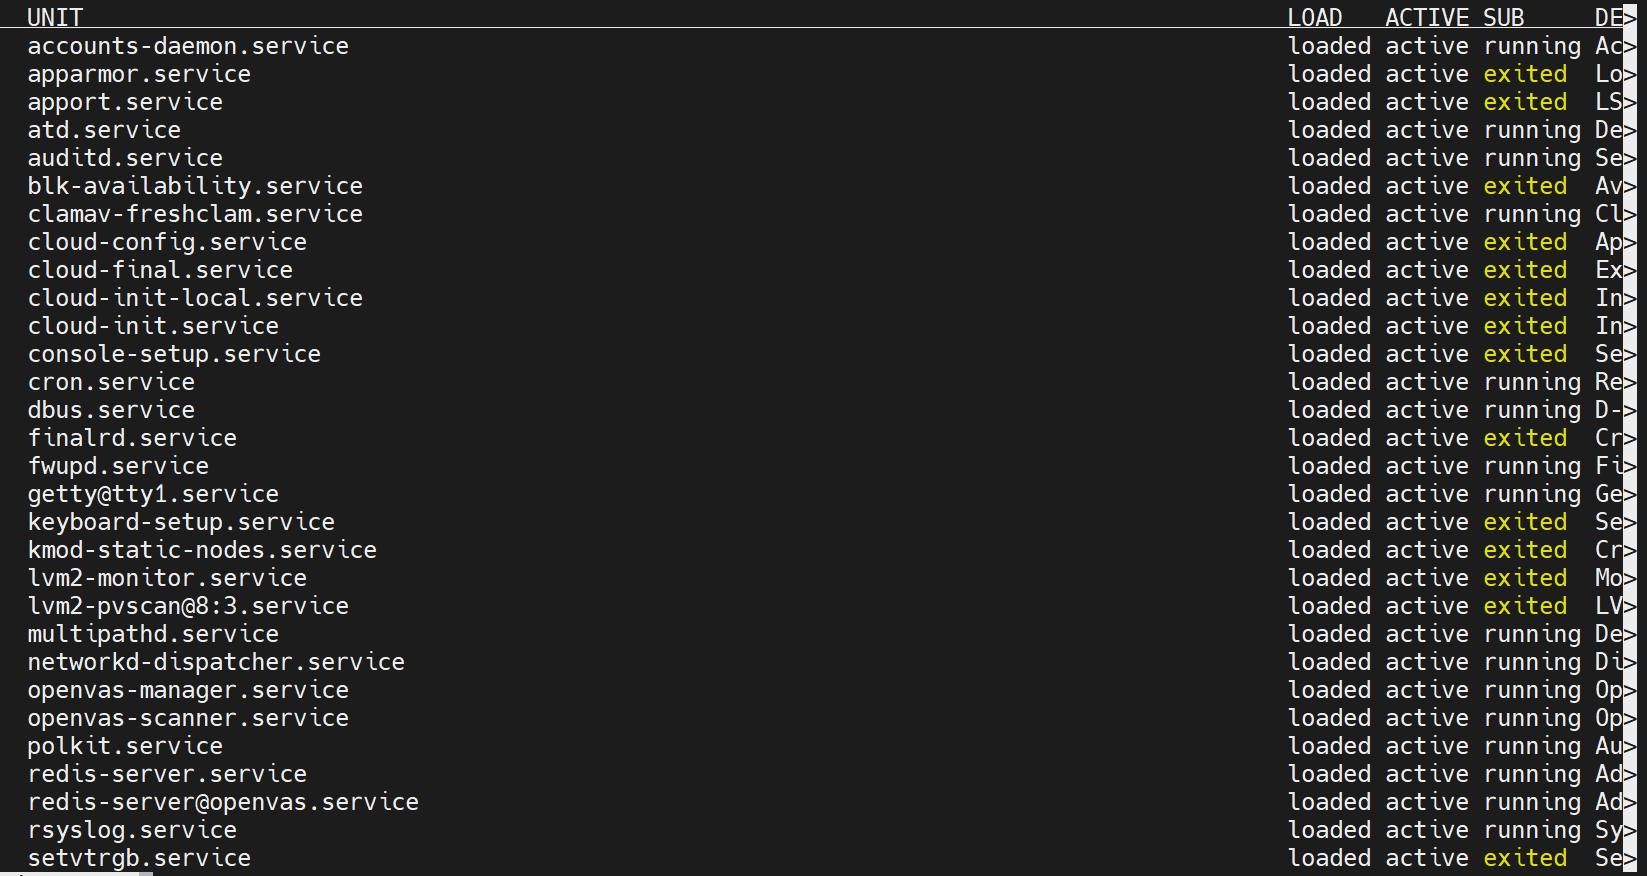 UNIT LOAD ACTIVE SUB DE>
accounts-daemon.service loaded active running Ac>
apparmor.service loaded active exited Lo>
apport.service loaded active exited LS>
atd.service loaded active running De>
auditd.service loaded active running Se>
blk-availability.service loaded active exited Av>
clamav-freshclam.service loaded active running Cl>
cloud-config.service loaded active exited Ap>
cloud-final.service loaded active exited Ex>
cloud-init-local.service loaded active exited In>
cloud-init.service loaded active exited In>
console-setup.service loaded active exited Se>
cron.service loaded active running Re>
dbus.service loaded active running D->
finalrd.service loaded active exited Cr>
fwupd.service loaded active running Fi>
getty@tty1.service loaded active running Ge>
keyboard-setup.service loaded active exited Se>
kmod-static-nodes.service loaded active exited Cr>
lvm2-monitor.service loaded active exited Mo>
lvm2-pvscan@8:3.service loaded active exited LV>
multipathd.service loaded active running De>
networkd-dispatcher.service loaded active running Di>
openvas-manager.service loaded active running Op>
openvas-scanner.service loaded active running Op>
polkit.service loaded active running Au>
redis-server.service loaded active running Ad>
redis-server@openvas.service loaded active running Ad>
rsyslog.service loaded active running Sy>
setvtrgb.service loaded active exited Se>